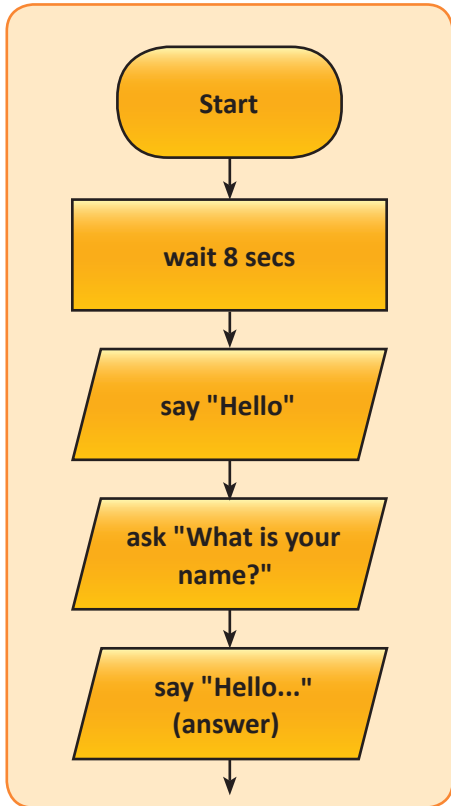 Start
wait 8 secs
say "Hello"
ask "What is your
name?"
say "Hello..."
(answer)